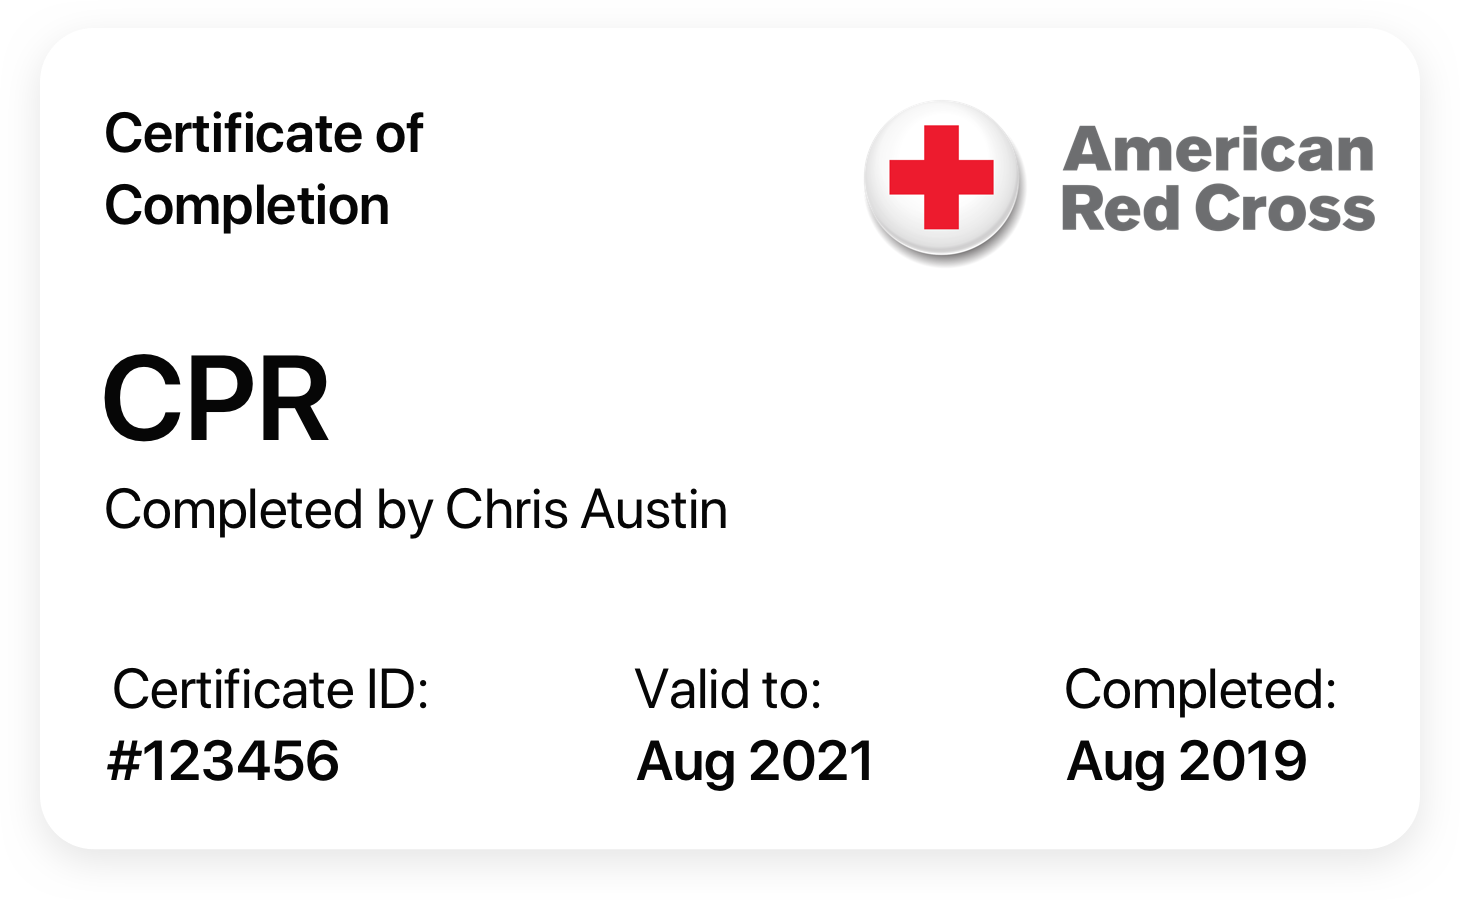 Certificate of
Completion
American
Red Cross
CPR
Completed by Chris Austin
Certificate ID:
#123456
Valid to:
Aug 2021
Completed:
Aug 2019